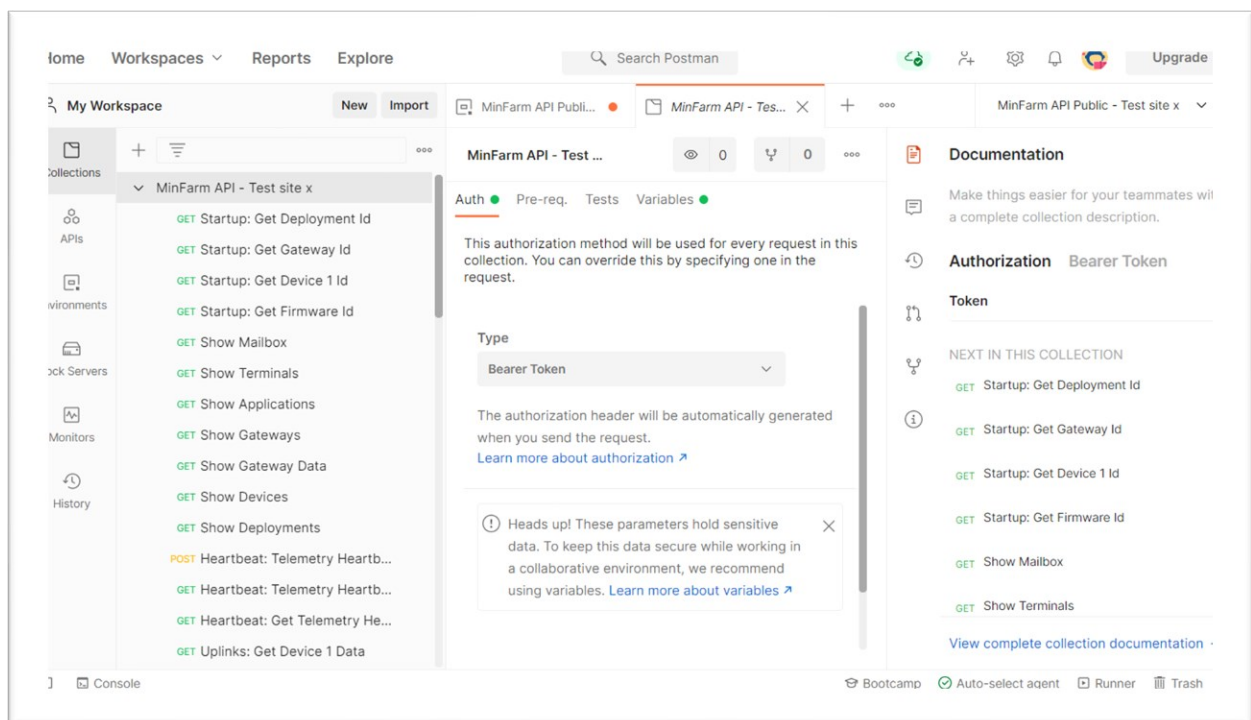 Home Workspaces Reports Explore Search Postman Upgrade
My Workspace New Import MinFarm API Publi... MinFarm API - Tes... MinFarm API Public - Test site x
Collections
APIs
Environments
Mock Servers
Monitors
History
MinFarm API - Test site x
GET Startup: Get Deployment Id
GET Startup: Get Gateway Id
GET Startup: Get Device 1 Id
GET Startup: Get Firmware Id
GET Show Mailbox
GET Show Terminals
GET Show Applications
GET Show Gateways
GET Show Gateway Data
GET Show Devices
GET Show Deployments
POST Heartbeat: Telemetry Heartb...
GET Heartbeat: Telemetry Heartb...
GET Heartbeat: Get Telemetry He...
GET Uplinks: Get Device 1 Data
MinFarm API - Test ... 0 0
Auth Pre-req. Tests Variables
This authorization method will be used for every request in this
collection. You can override this by specifying one in the
request.
Type
Bearer Token
The authorization header will be automatically generated
when you send the request.
Learn more about authorization ↗
Heads up! These parameters hold sensitive
data. To keep this data secure while working in
a collaborative environment, we recommend
using variables. Learn more about variables ↗
Documentation
Make things easier for your teammates wit
a complete collection description.
Authorization Bearer Token
Token
NEXT IN THIS COLLECTION
GET Startup: Get Deployment Id
GET Startup: Get Gateway Id
GET Startup: Get Device 1 Id
GET Startup: Get Firmware Id
GET Show Mailbox
GET Show Terminals
View complete collection documentation
Console Bootcamp Auto-select agent Runner Trash